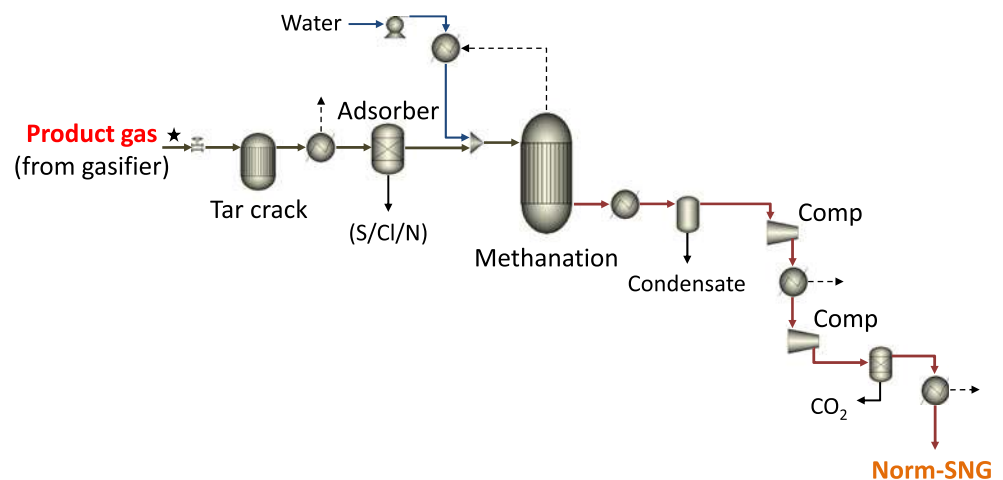 Water
Adsorber
Product gas
(from gasifier)
Tar crack
(S/Cl/N)
Methanation
Condensate
Comp
Comp
CO₂
Norm-SNG